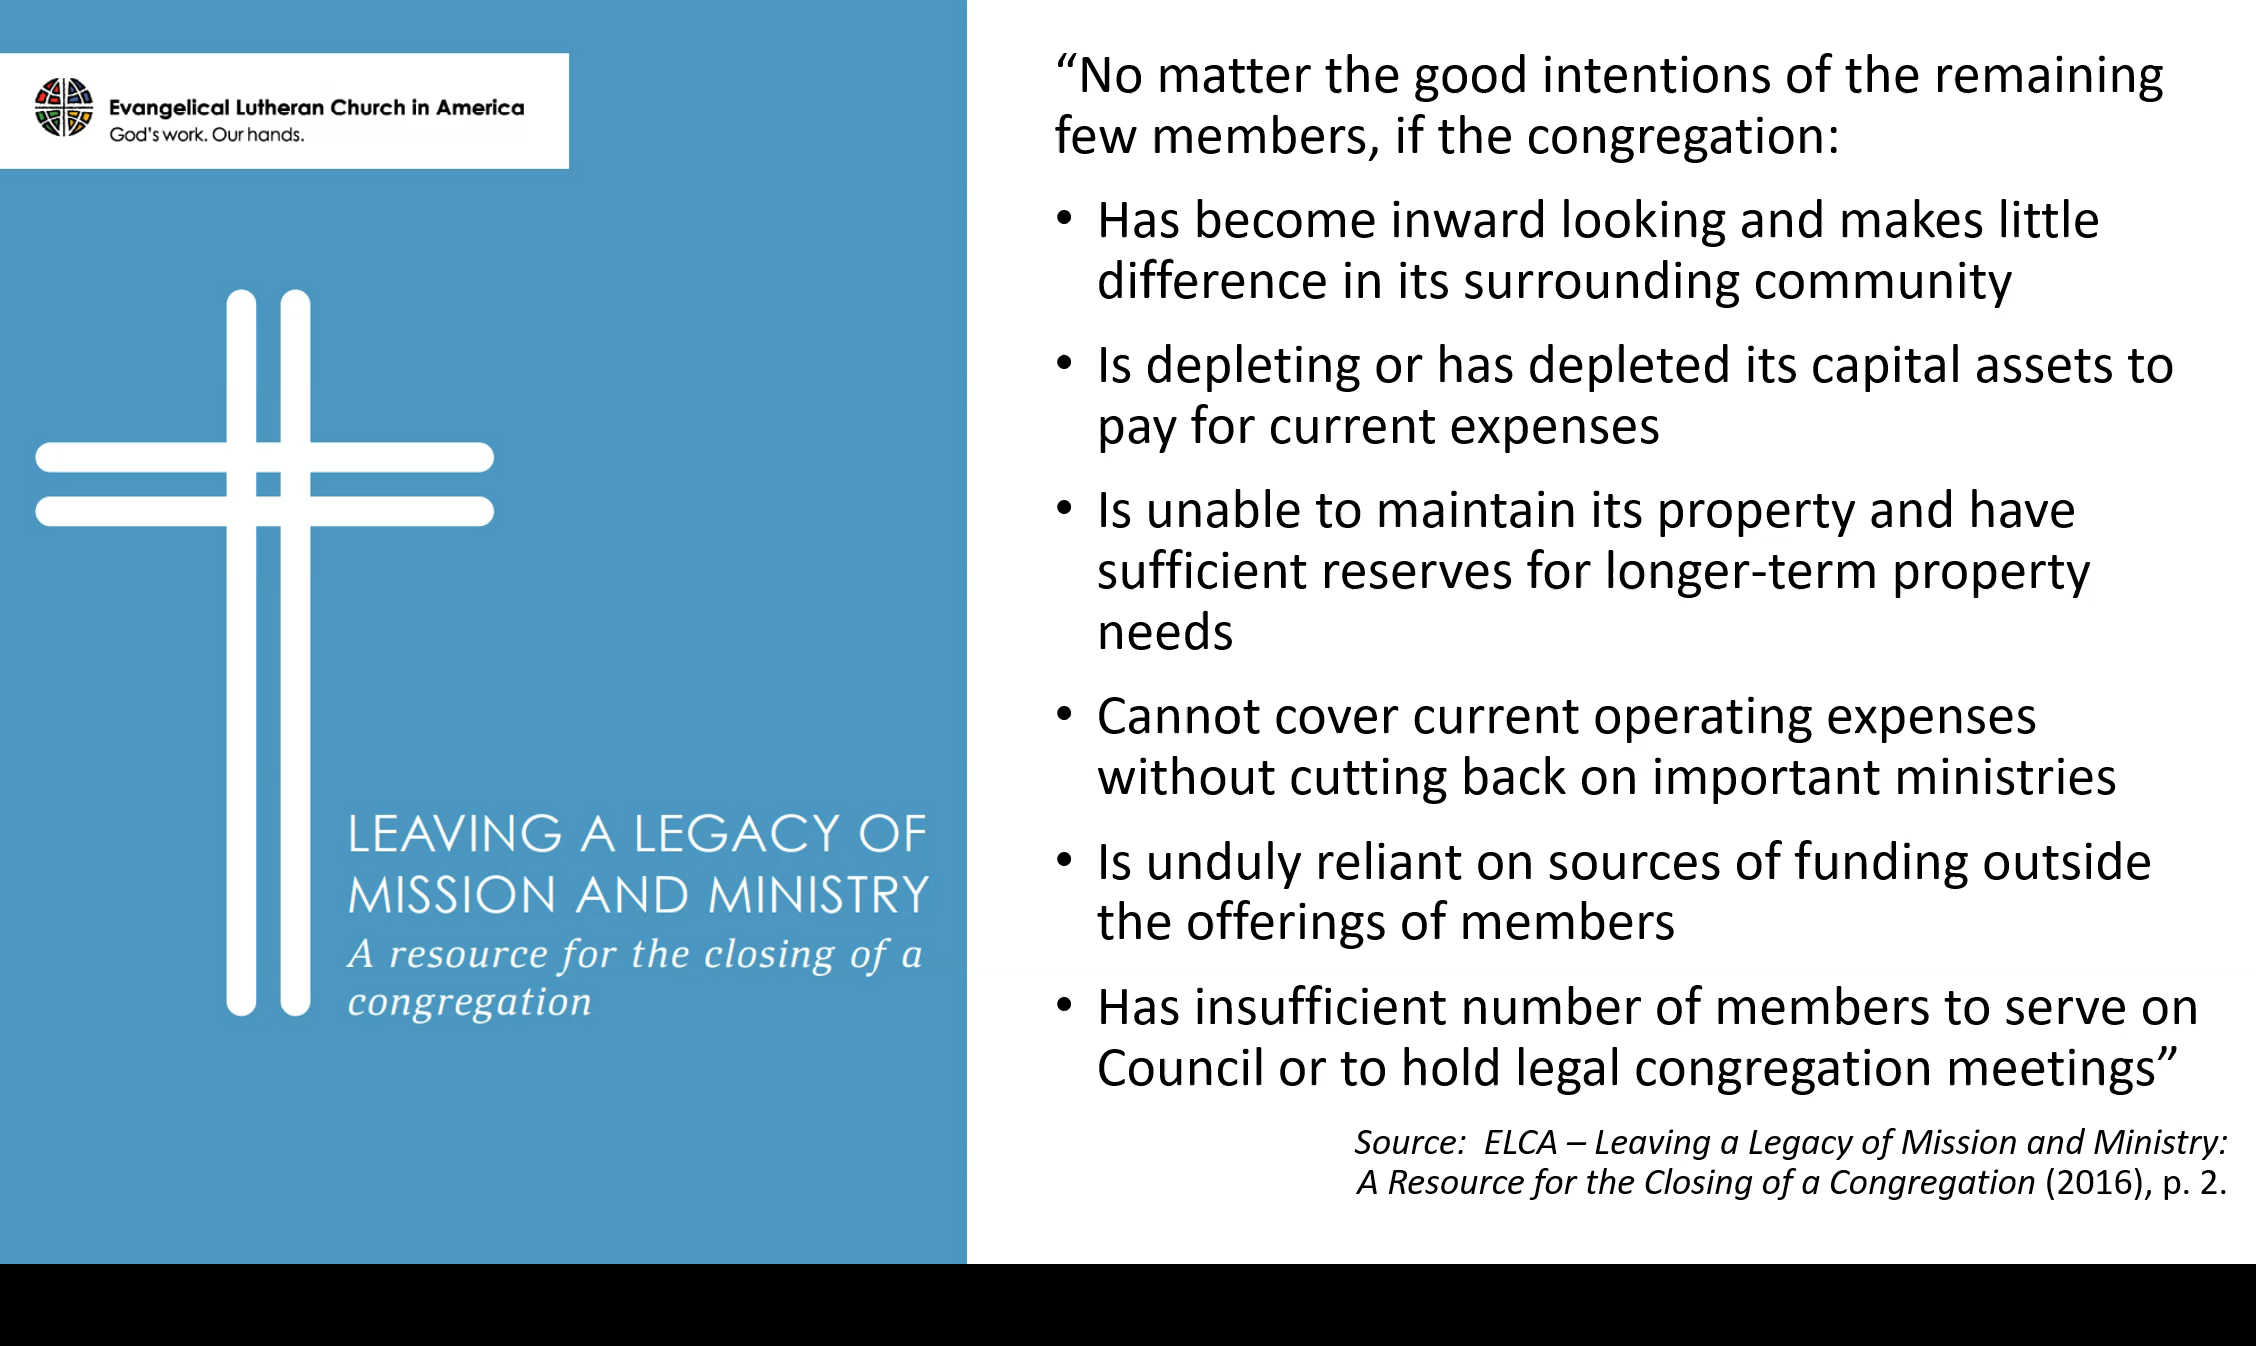 Evangelical Lutheran Church in America
God's work. Our hands.
LEAVING A LEGACY OF
MISSION AND MINISTRY
A resource for the closing of a
congregation
“No matter the good intentions of the remaining
few members, if the congregation:
• Has become inward looking and makes little
difference in its surrounding community
• Is depleting or has depleted its capital assets to
pay for current expenses
• Is unable to maintain its property and have
sufficient reserves for longer-term property
needs
• Cannot cover current operating expenses
without cutting back on important ministries
• Is unduly reliant on sources of funding outside
the offerings of members
• Has insufficient number of members to serve on
Council or to hold legal congregation meetings”
Source: ELCA – Leaving a Legacy of Mission and Ministry:
A Resource for the Closing of a Congregation (2016), p. 2.